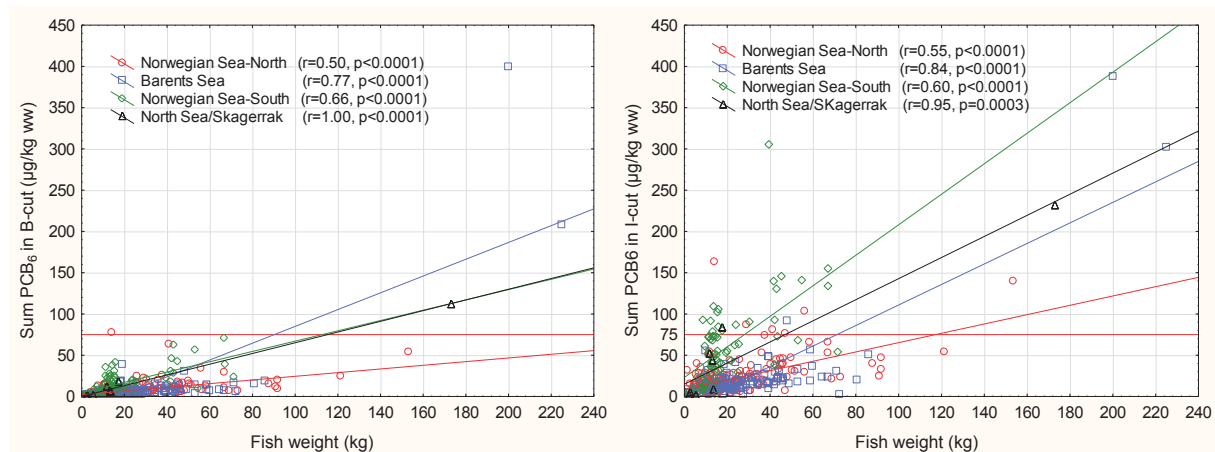 450
400
350
300
250
200
150
100
50
0
Sum PCB6 in B-cut (µg/kg ww)
Norwegian Sea-North (r=0.50, p<0.0001)
Barents Sea (r=0.77, p<0.0001)
Norwegian Sea-South (r=0.66, p<0.0001)
North Sea/Skagerrak (r=1.00, p<0.0001)
0 20 40 60 80 100 120 140 160 180 200 220 240
Fish weight (kg)
450
400
350
300
250
200
150
100
75
50
0
Sum PCB6 in I-cut (µg/kg ww)
Norwegian Sea-North (r=0.55, p<0.0001)
Barents Sea (r=0.84, p<0.0001)
Norwegian Sea-South (r=0.60, p<0.0001)
North Sea/SKagerrak (r=0.95, p=0.0003)
0 20 40 60 80 100 120 140 160 180 200 220 240
Fish weight (kg)